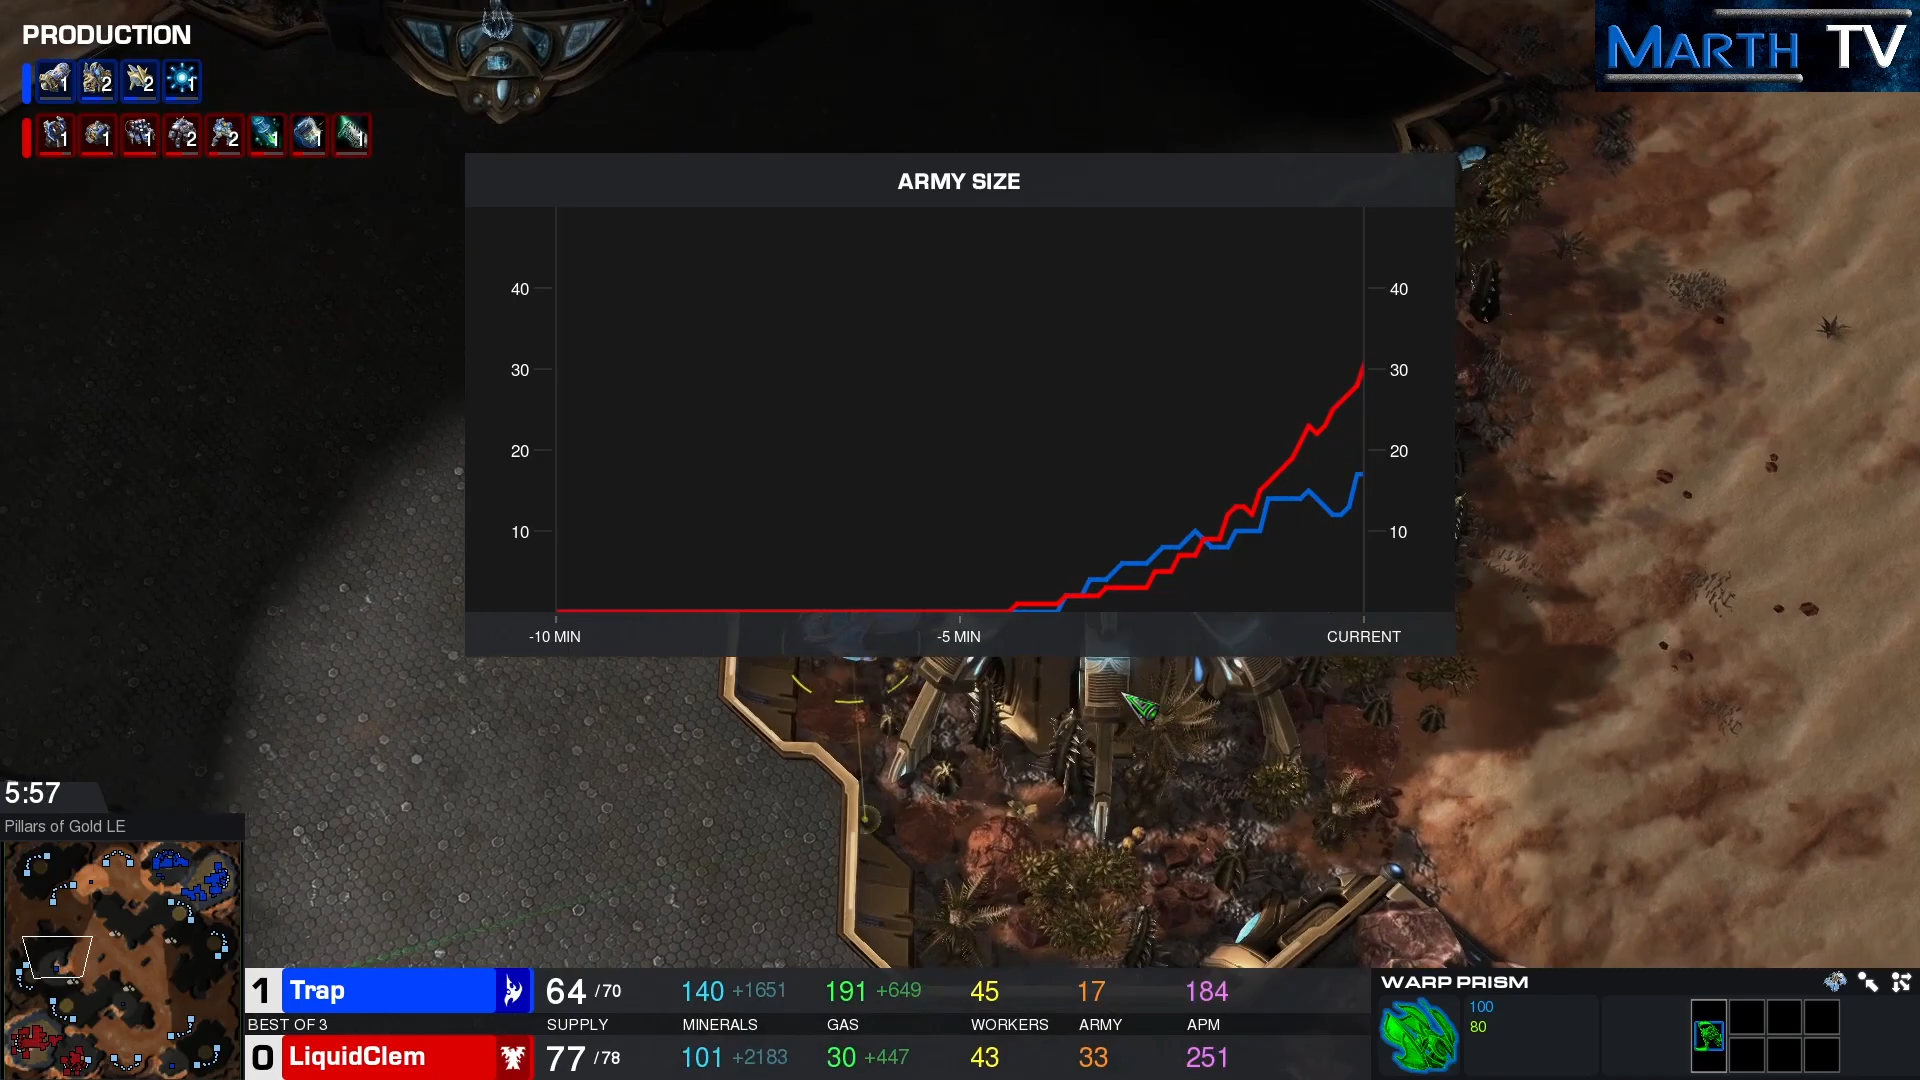 PRODUCTION
MARTH TV
1 2 2 1
1 1 1 2 2 1 1 1
ARMY SIZE
40 40
30 30
20 20
10 10
-10 MIN -5 MIN CURRENT
5:57
Pillars of Gold LE
1 Trap 64 /70 140 +1651 191 +649 45 17 184
BEST OF 3 SUPPLY MINERALS GAS WORKERS ARMY APM
0 LiquidClem 77 /78 101 +2183 30 +447 43 33 251
WARP PRISM
100
80